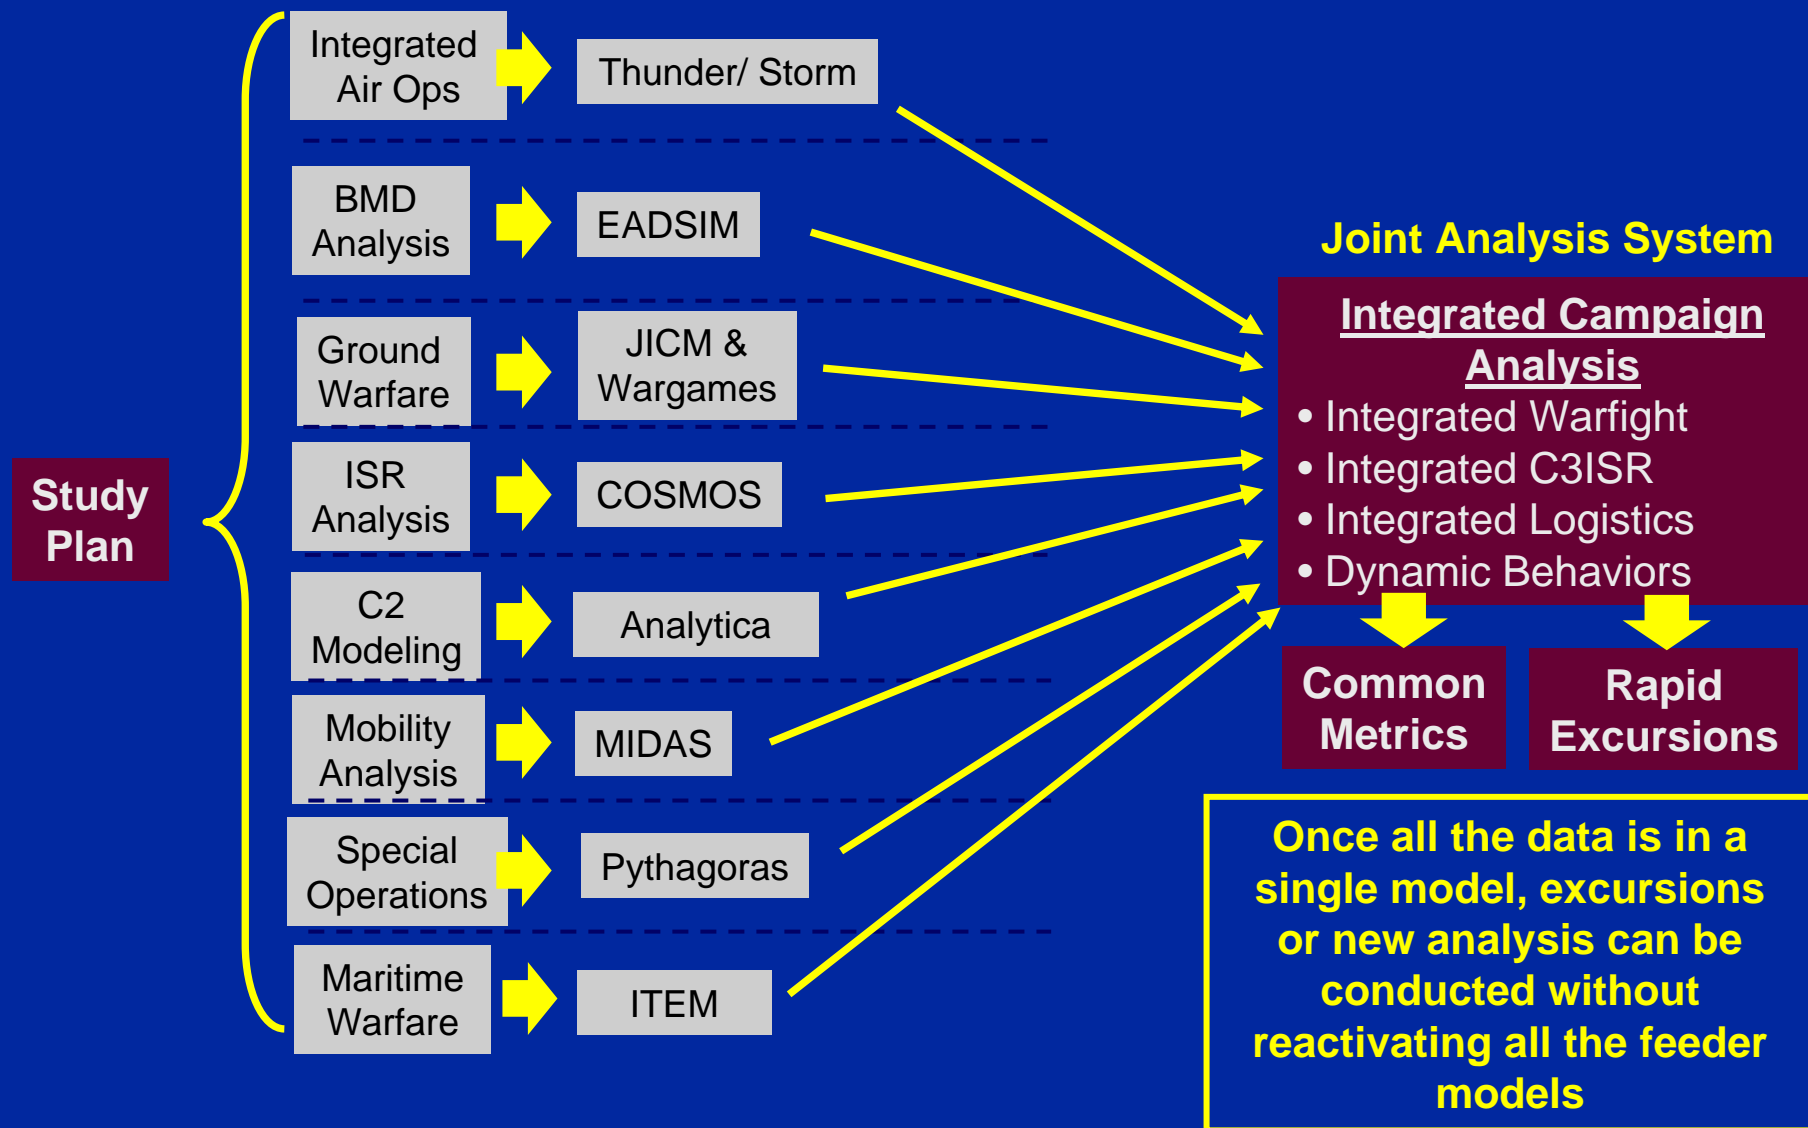 Study
Plan
Integrated
Air Ops
Thunder/ Storm
BMD
Analysis
EADSIM
Ground
Warfare
JICM &
Wargames
ISR
Analysis
COSMOS
C2
Modeling
Analytica
Mobility
Analysis
MIDAS
Special
Operations
Pythagoras
Maritime
Warfare
ITEM
Joint Analysis System
Integrated Campaign
Analysis
• Integrated Warfight
• Integrated C3ISR
• Integrated Logistics
• Dynamic Behaviors
Common
Metrics
Rapid
Excursions
Once all the data is in a
single model, excursions
or new analysis can be
conducted without
reactivating all the feeder
models